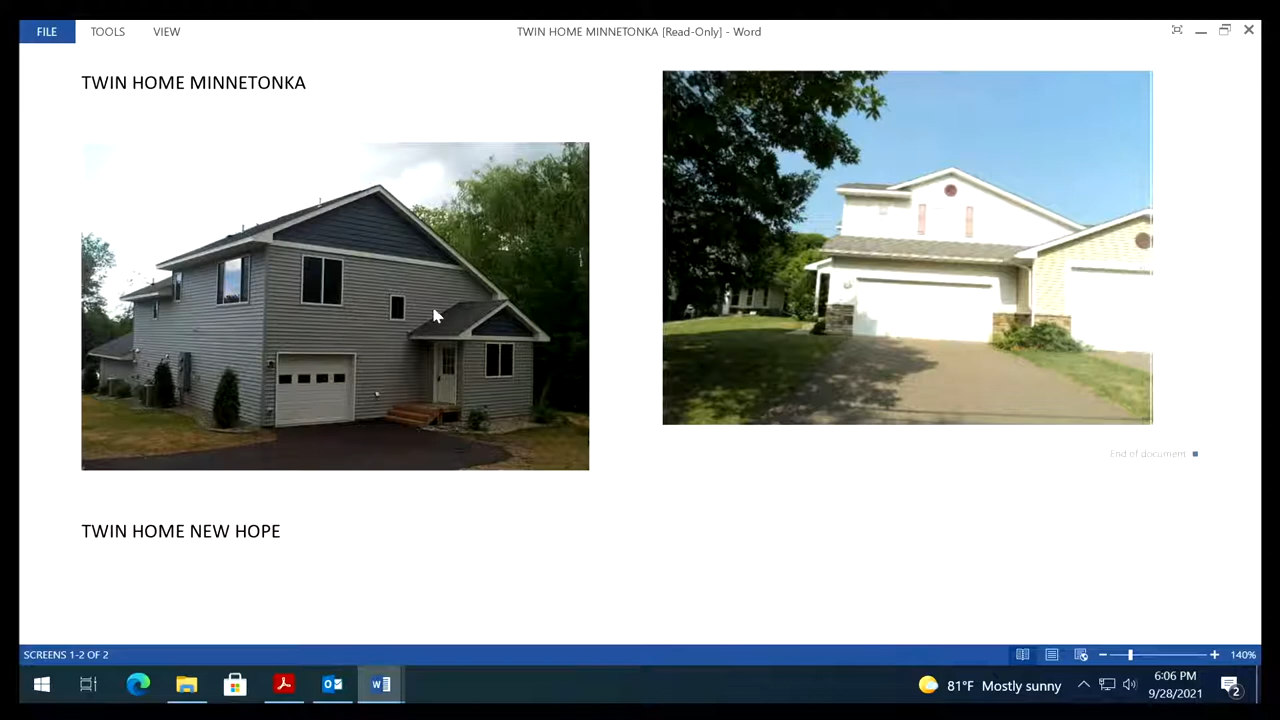 FILE TOOLS VIEW TWIN HOME MINNETONKA [Read-Only] - Word
TWIN HOME MINNETONKA
End of document
TWIN HOME NEW HOPE
SCREENS 1-2 OF 2 140%
81°F Mostly sunny 6:06 PM
9/28/2021
2